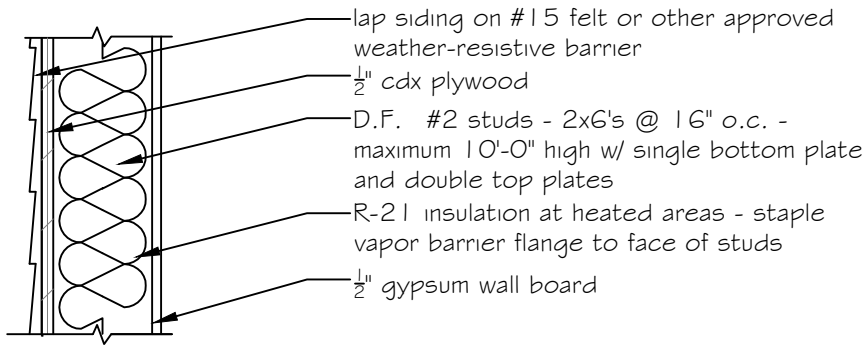 lap siding on #15 felt or other approved
weather-resistive barrier
½" cdx plywood
D.F. #2 studs - 2x6's @ 16" o.c. -
maximum 10'-0" high w/ single bottom plate
and double top plates
R-21 insulation at heated areas - staple
vapor barrier flange to face of studs
½" gypsum wall board